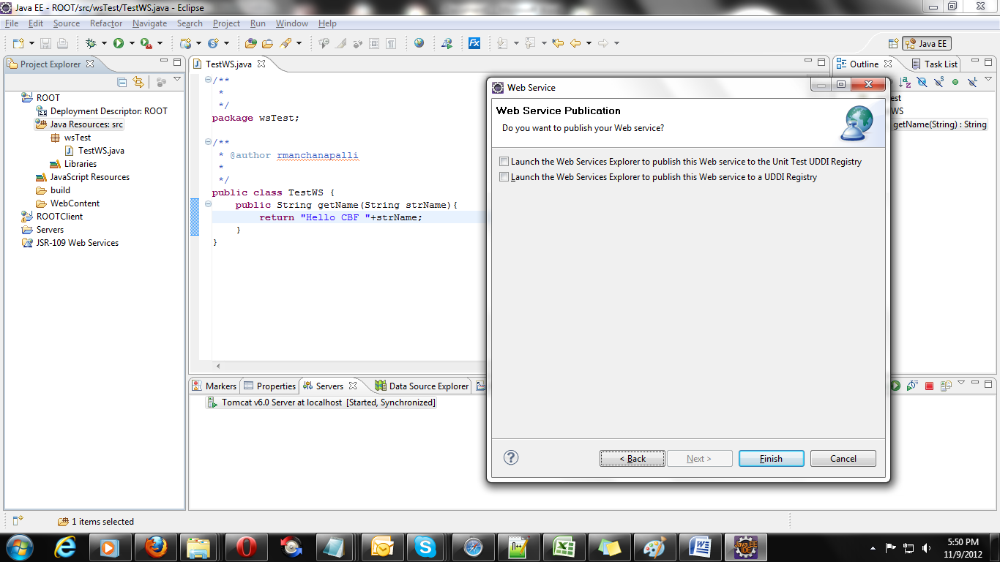 Java EE - ROOT/src/wsTest/TestWS.java - Eclipse
File Edit Source Refactor Navigate Search Project Run Window Help
Java EE
Project Explorer
ROOT
Deployment Descriptor: ROOT
Java Resources: src
wsTest
TestWS.java
Libraries
JavaScript Resources
build
WebContent
ROOTClient
Servers
JSR-109 Web Services
TestWS.java
/**
*
*/
package wsTest;
/**
* @author rmanchanapalli
*
*/
public class TestWS {
public String getName(String strName){
return "Hello CBF "+strName;
}
}
Outline Task List
est
WS
getName(String) : String
Web Service
Web Service Publication
Do you want to publish your Web service?
Launch the Web Services Explorer to publish this Web service to the Unit Test UDDI Registry
Launch the Web Services Explorer to publish this Web service to a UDDI Registry
< Back Next > Finish Cancel
Markers Properties Servers Data Source Explorer
Tomcat v6.0 Server at localhost [Started, Synchronized]
1 items selected
Java EE
IDE
5:50 PM
11/9/2012